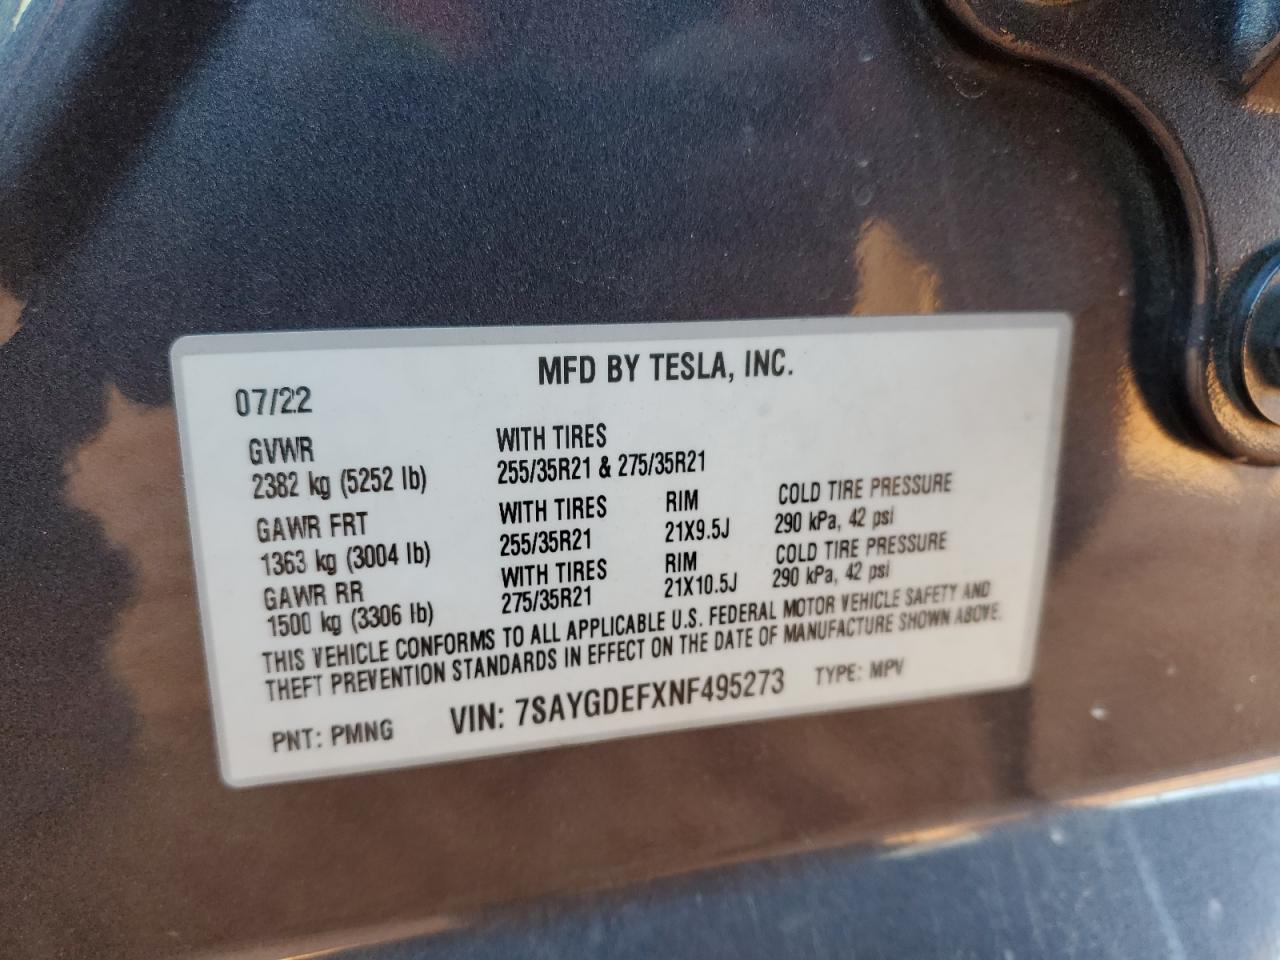 MFD BY TESLA, INC.
07/22
GVWR WITH TIRES
2382 kg (5252 lb) 255/35R21 & 275/35R21
GAWR FRT WITH TIRES RIM COLD TIRE PRESSURE
1363 kg (3004 lb) 255/35R21 21X9.5J 290 kPa, 42 psi
GAWR RR WITH TIRES RIM COLD TIRE PRESSURE
1500 kg (3306 lb) 275/35R21 21X10.5J 290 kPa, 42 psi
THIS VEHICLE CONFORMS TO ALL APPLICABLE U.S. FEDERAL MOTOR VEHICLE SAFETY AND
THEFT PREVENTION STANDARDS IN EFFECT ON THE DATE OF MANUFACTURE SHOWN ABOVE.
PNT: PMNG VIN: 7SAYGDEFXNF495273 TYPE: MPV